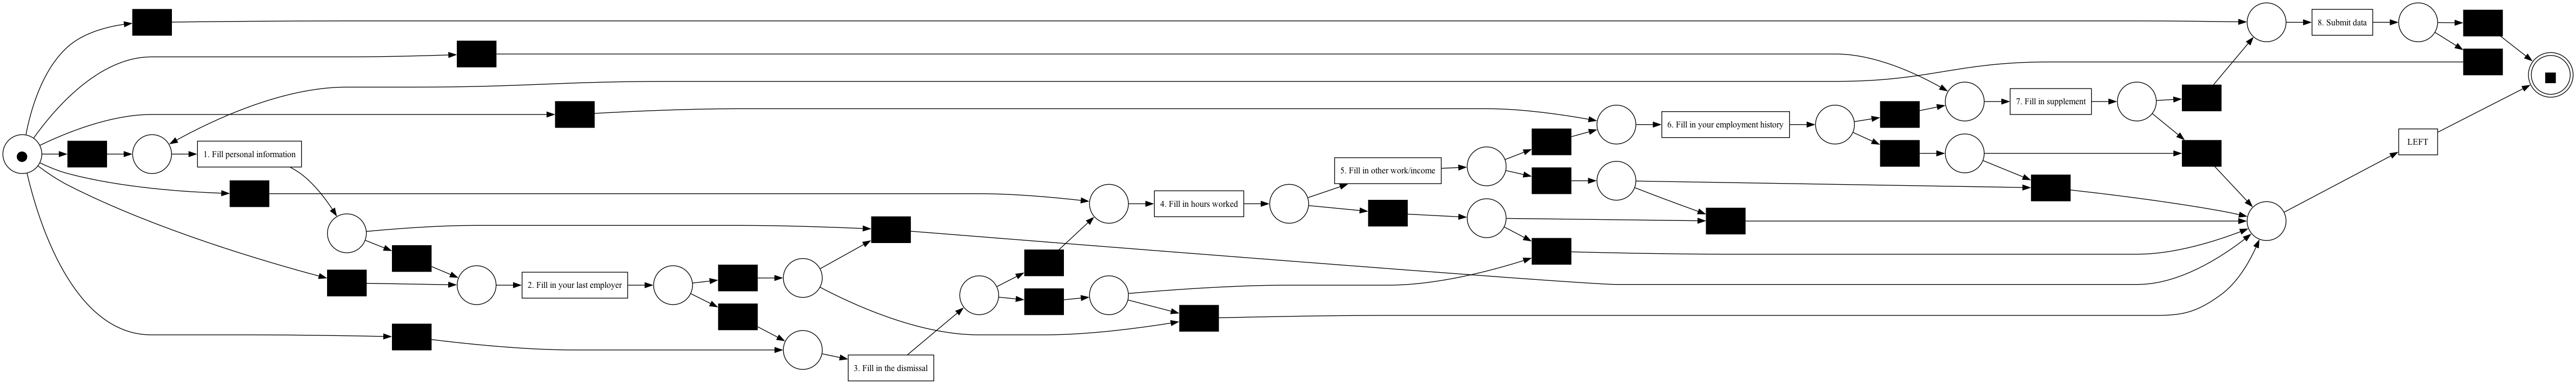 1. Fill personal information
2. Fill in your last employer
3. Fill in the dismissal
4. Fill in hours worked
5. Fill in other work/income
6. Fill in your employment history
7. Fill in supplement
8. Submit data
LEFT